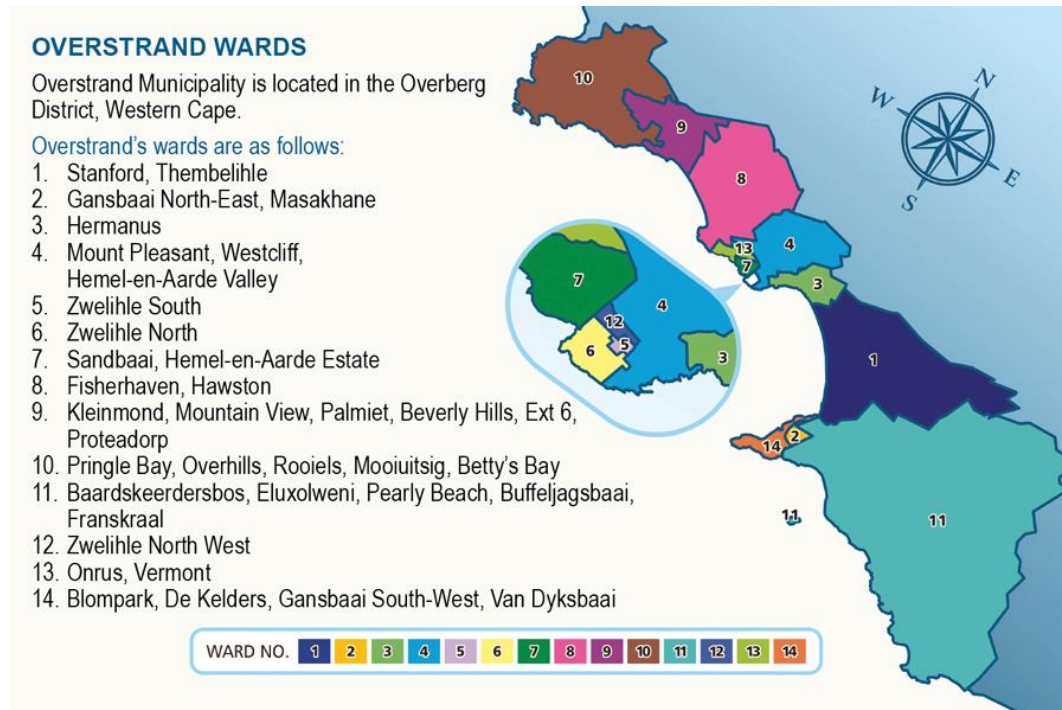 OVERSTRAND WARDS
Overstrand Municipality is located in the Overberg
District, Western Cape.
Overstrand's wards are as follows:
1. Stanford, Thembelihle
2. Gansbaai North-East, Masakhane
3. Hermanus
4. Mount Pleasant, Westcliff,
Hemel-en-Aarde Valley
5. Zwelihle South
6. Zwelihle North
7. Sandbaai, Hemel-en-Aarde Estate
8. Fisherhaven, Hawston
9. Kleinmond, Mountain View, Palmiet, Beverly Hills, Ext 6,
Proteadorp
10. Pringle Bay, Overhills, Rooiels, Mooiuitsig, Betty's Bay
11. Baardskeerdersbos, Eluxolweni, Pearly Beach, Buffeljagsbaai,
Franskraal
12. Zwelihle North West
13. Onrus, Vermont
14. Blompark, De Kelders, Gansbaai South-West, Van Dyksbaai
WARD NO. 1 2 3 4 5 6 7 8 9 10 11 12 13 14
10
9
8
13
4
7
3
1
2
14
11
11
7
4
12
5
6
3
N
W
E
S